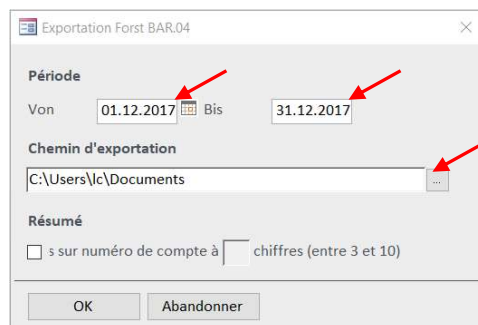 Exportation Forst BAR.04
Période
Von 01.12.2017 Bis 31.12.2017
Chemin d'exportation
C:\Users\lc\Documents
...
Résumé
s sur numéro de compte à chiffres (entre 3 et 10)
OK Abandonner